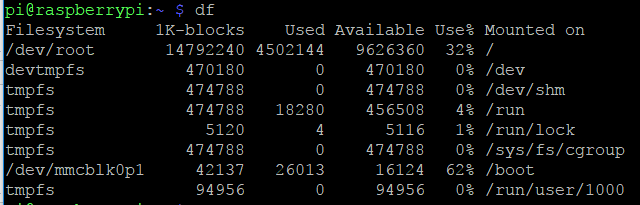 pi@raspberrypi:~ $ df
Filesystem     1K-blocks    Used Available Use% Mounted on
/dev/root       14792240 4502144   9626360  32% /
devtmpfs          470180       0    470180   0% /dev
tmpfs             474788       0    474788   0% /dev/shm
tmpfs             474788   18280    456508   4% /run
tmpfs               5120       4      5116   1% /run/lock
tmpfs             474788       0    474788   0% /sys/fs/cgroup
/dev/mmcblk0p1     42137   26013     16124  62% /boot
tmpfs              94956       0     94956   0% /run/user/1000